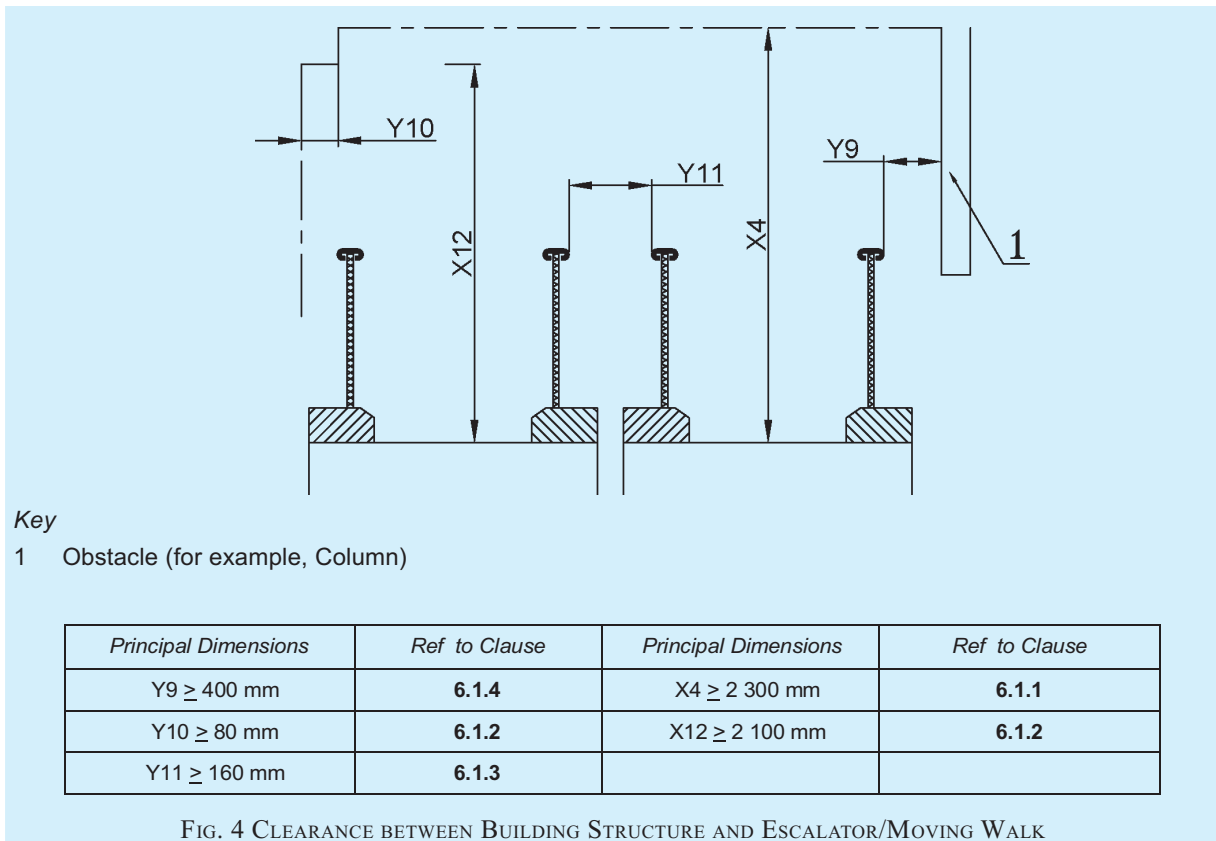 Y10
Y9
Y11
X12
X4
1
Key
1 Obstacle (for example, Column)
Principal Dimensions Ref to Clause Principal Dimensions Ref to Clause
Y9 ≥ 400 mm 6.1.4 X4 ≥ 2 300 mm 6.1.1
Y10 ≥ 80 mm 6.1.2 X12 ≥ 2 100 mm 6.1.2
Y11 ≥ 160 mm 6.1.3
FIG. 4 CLEARANCE BETWEEN BUILDING STRUCTURE AND ESCALATOR/MOVING WALK